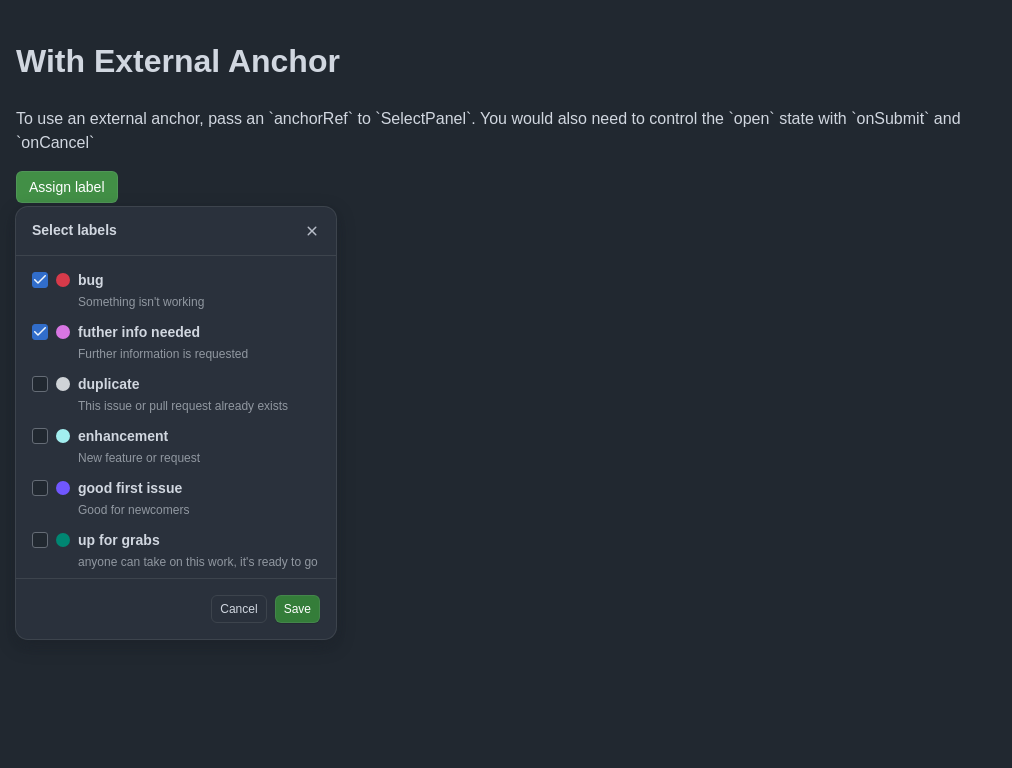 With External Anchor
To use an external anchor, pass an `anchorRef` to `SelectPanel`. You would also need to control the `open` state with `onSubmit` and
`onCancel`
Assign label
Select labels
bug
Something isn't working
futher info needed
Further information is requested
duplicate
This issue or pull request already exists
enhancement
New feature or request
good first issue
Good for newcomers
up for grabs
anyone can take on this work, it's ready to go
Cancel Save